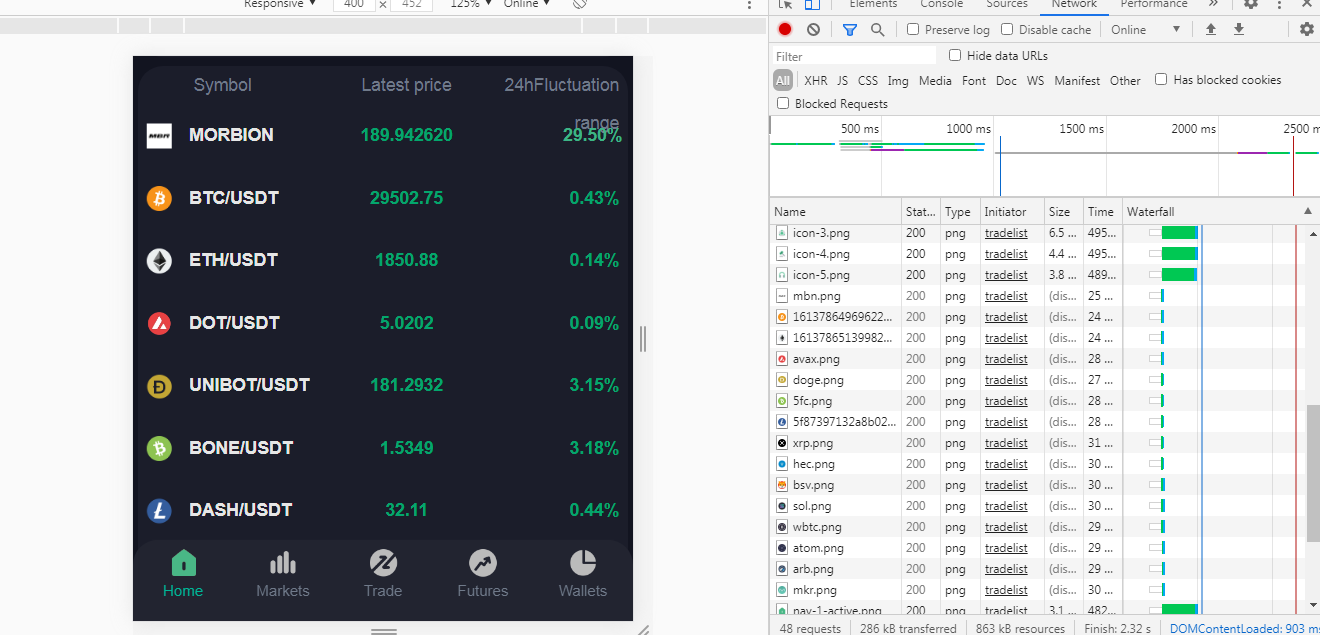 Responsive ▼ 400 × 452 125% ▼ Online ▼
Elements Console Sources Network Performance »
Preserve log Disable cache Online ▼
Filter Hide data URLs
All XHR JS CSS Img Media Font Doc WS Manifest Other Has blocked cookies
Blocked Requests
500 ms 1000 ms 1500 ms 2000 ms 2500 m
Name Stat... Type Initiator Size Time Waterfall
icon-3.png 200 png tradelist 6.5 ... 495...
icon-4.png 200 png tradelist 4.4 ... 495...
icon-5.png 200 png tradelist 3.8 ... 489...
mbn.png 200 png tradelist (dis... 25 ...
16137864969622... 200 png tradelist (dis... 24 ...
16137865139982... 200 png tradelist (dis... 24 ...
avax.png 200 png tradelist (dis... 28 ...
doge.png 200 png tradelist (dis... 27 ...
5fc.png 200 png tradelist (dis... 28 ...
5f87397132a8b02... 200 png tradelist (dis... 28 ...
xrp.png 200 png tradelist (dis... 31 ...
hec.png 200 png tradelist (dis... 30 ...
bsv.png 200 png tradelist (dis... 30 ...
sol.png 200 png tradelist (dis... 30 ...
wbtc.png 200 png tradelist (dis... 29 ...
atom.png 200 png tradelist (dis... 29 ...
arb.png 200 png tradelist (dis... 29 ...
mkr.png 200 png tradelist (dis... 30 ...
nav-1-active.png 200 png tradelist 3.1 ... 482...
48 requests 286 kB transferred 863 kB resources Finish: 2.32 s DOMContentLoaded: 903 ms
Symbol Latest price 24hFluctuation
range
MORBION 189.942620 29.50%
BTC/USDT 29502.75 0.43%
ETH/USDT 1850.88 0.14%
DOT/USDT 5.0202 0.09%
UNIBOT/USDT 181.2932 3.15%
BONE/USDT 1.5349 3.18%
DASH/USDT 32.11 0.44%
Home Markets Trade Futures Wallets